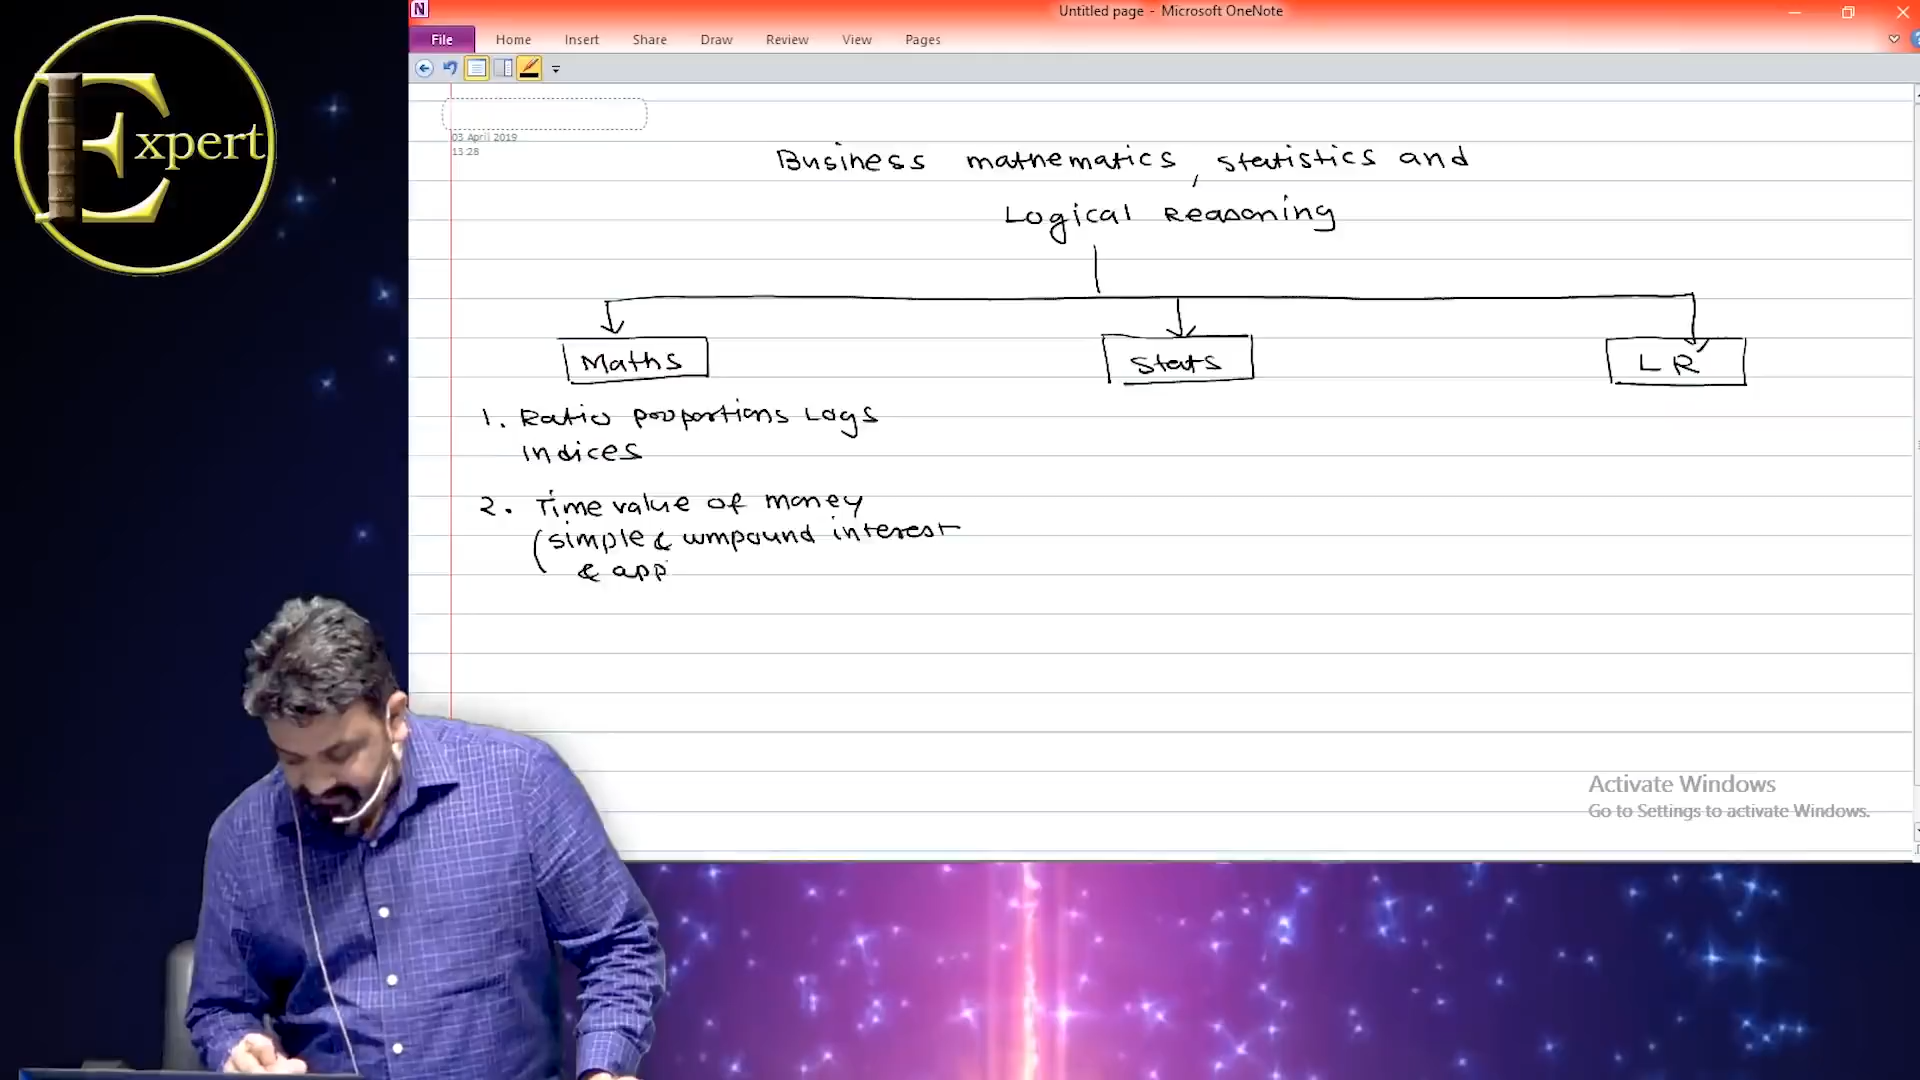 Expert
Untitled page - Microsoft OneNote
File Home Insert Share Draw Review View Pages
03 April 2019
13:28
Business mathematics, statistics and
Logical Reasoning
Maths Stats LR
1. Ratio proportions Logs
indices
2. Time value of money
(simple & compound interest
& app
Activate Windows
Go to Settings to activate Windows.